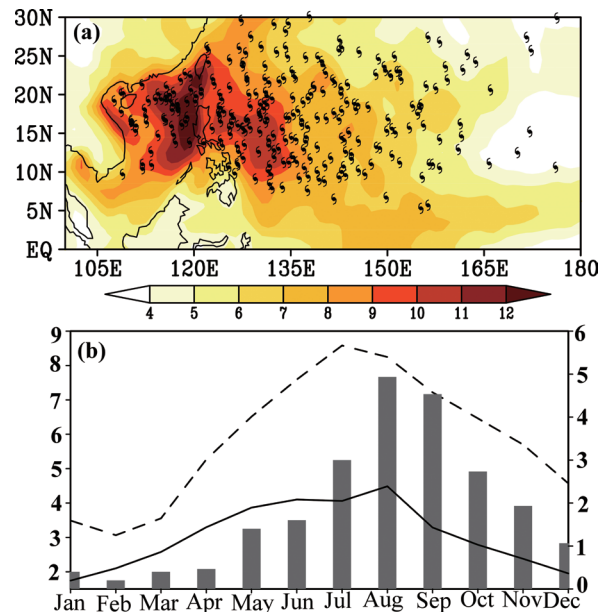 30N
(a)
25N
20N
15N
10N
5N
EQ
105E 120E 135E 150E 165E 180
4 5 6 7 8 9 10 11 12
(b)
9 6
8 5
7
6 4
5 3
4 2
3 1
2 0
Jan Feb Mar Apr May Jun Jul Aug Sep Oct Nov Dec